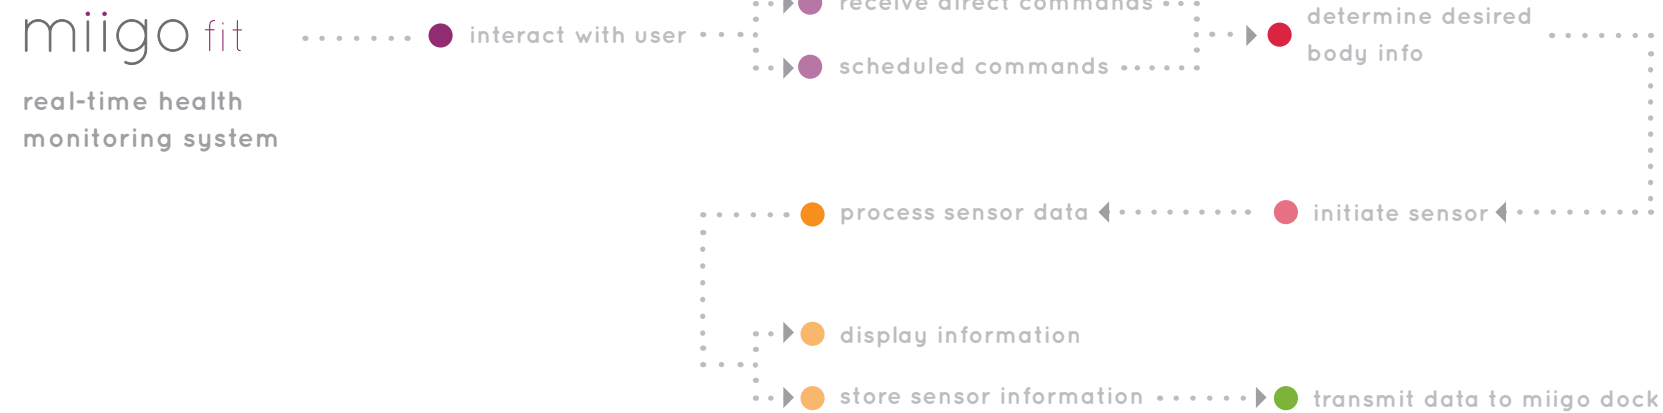 miigo fit
real-time health
monitoring system
interact with user
receive direct commands
scheduled commands
determine desired
body info
initiate sensor
process sensor data
display information
store sensor information
transmit data to miigo dock